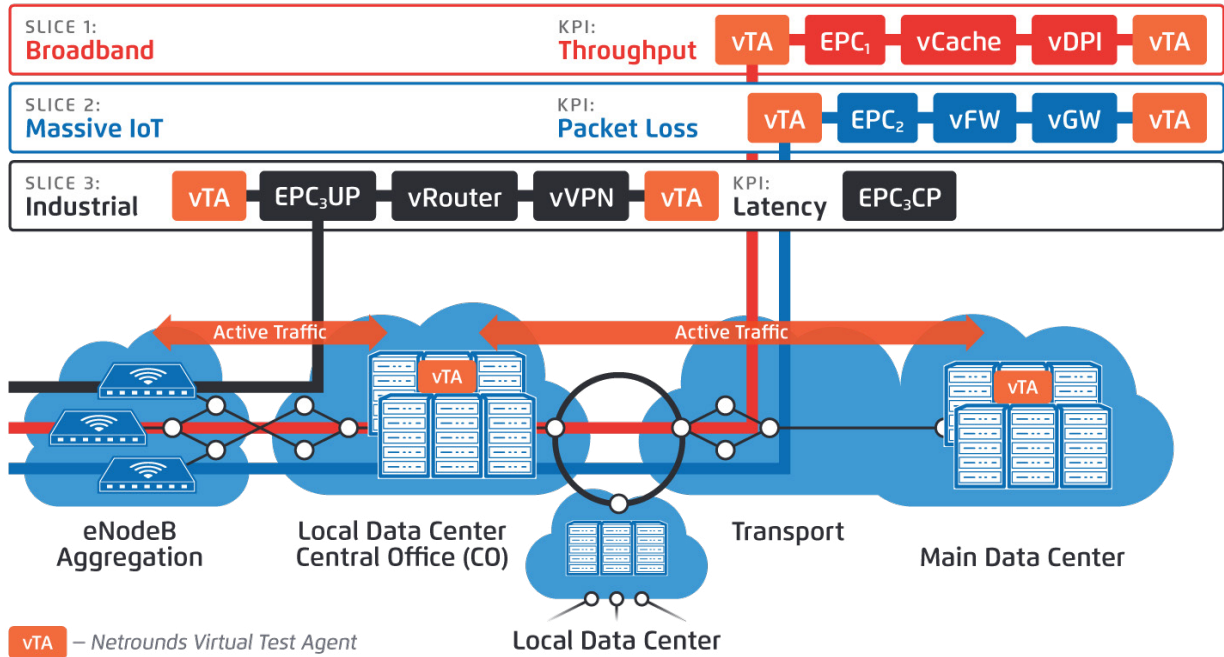 SLICE 1:
Broadband
KPI:
Throughput
vTA
EPC₁
vCache
vDPI
vTA
SLICE 2:
Massive IoT
KPI:
Packet Loss
vTA
EPC₂
vFW
vGW
vTA
SLICE 3:
Industrial
vTA
EPC₃UP
vRouter
vVPN
vTA
KPI:
Latency
EPC₃CP
Active Traffic
Active Traffic
vTA
vTA
eNodeB
Aggregation
Local Data Center
Central Office (CO)
Transport
Main Data Center
Local Data Center
vTA – Netrounds Virtual Test Agent